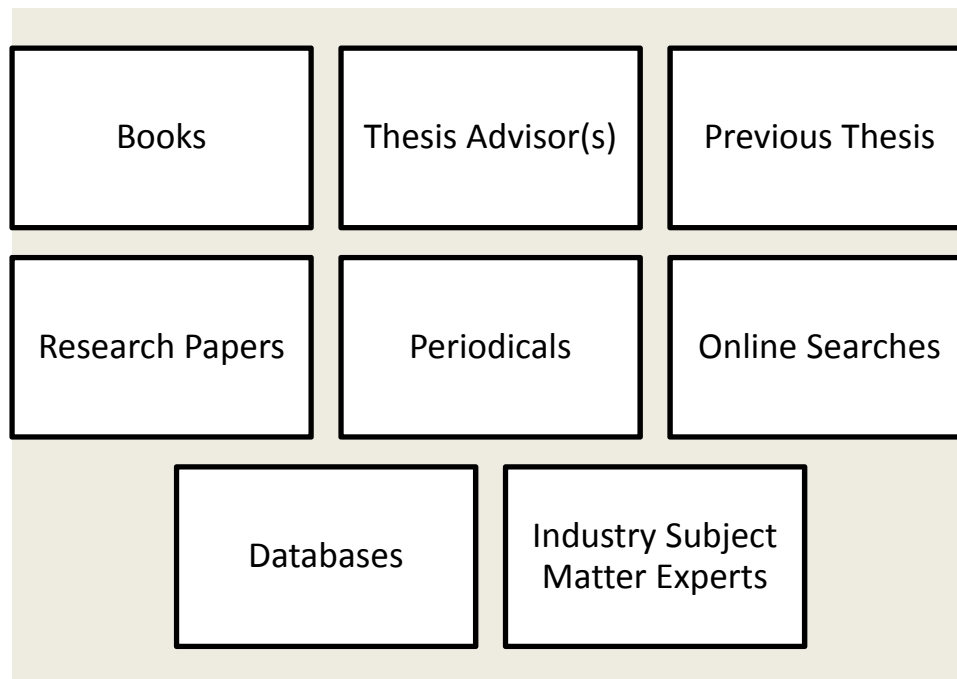 Books
Thesis Advisor(s)
Previous Thesis
Research Papers
Periodicals
Online Searches
Databases
Industry Subject
Matter Experts